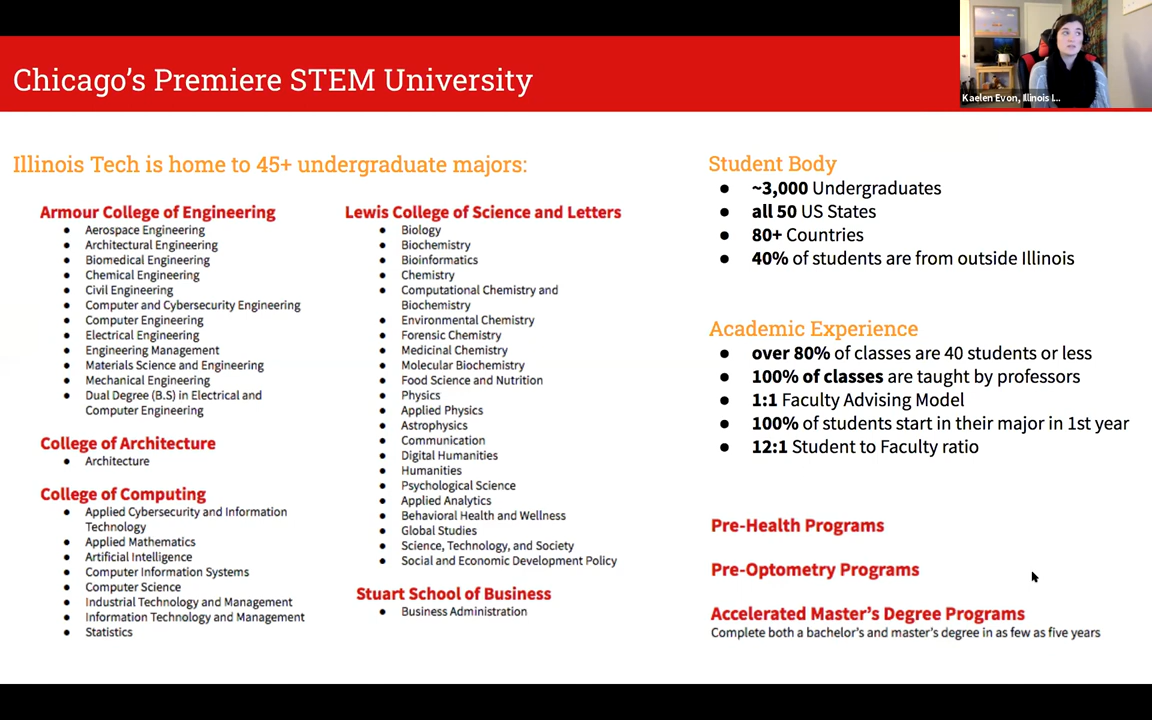 Chicago's Premiere STEM University
Kaelen Evon, Illinois I...
Illinois Tech is home to 45+ undergraduate majors:
Armour College of Engineering
Aerospace Engineering
Architectural Engineering
Biomedical Engineering
Chemical Engineering
Civil Engineering
Computer and Cybersecurity Engineering
Computer Engineering
Electrical Engineering
Engineering Management
Materials Science and Engineering
Mechanical Engineering
Dual Degree (B.S) in Electrical and
Computer Engineering
College of Architecture
Architecture
College of Computing
Applied Cybersecurity and Information
Technology
Applied Mathematics
Artificial Intelligence
Computer Information Systems
Computer Science
Industrial Technology and Management
Information Technology and Management
Statistics
Lewis College of Science and Letters
Biology
Biochemistry
Bioinformatics
Chemistry
Computational Chemistry and
Biochemistry
Environmental Chemistry
Forensic Chemistry
Medicinal Chemistry
Molecular Biochemistry
Food Science and Nutrition
Physics
Applied Physics
Astrophysics
Communication
Digital Humanities
Humanities
Psychological Science
Applied Analytics
Behavioral Health and Wellness
Global Studies
Science, Technology, and Society
Social and Economic Development Policy
Stuart School of Business
Business Administration
Student Body
~3,000 Undergraduates
all 50 US States
80+ Countries
40% of students are from outside Illinois
Academic Experience
over 80% of classes are 40 students or less
100% of classes are taught by professors
1:1 Faculty Advising Model
100% of students start in their major in 1st year
12:1 Student to Faculty ratio
Pre-Health Programs
Pre-Optometry Programs
Accelerated Master's Degree Programs
Complete both a bachelor's and master's degree in as few as five years